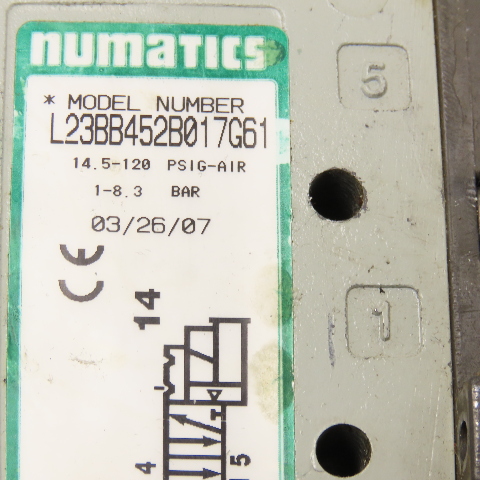 numatics
* MODEL NUMBER
L23BB452B017G61
14.5-120 PSIG-AIR
1-8.3 BAR
03/26/07
CE
14
4
15
5
1